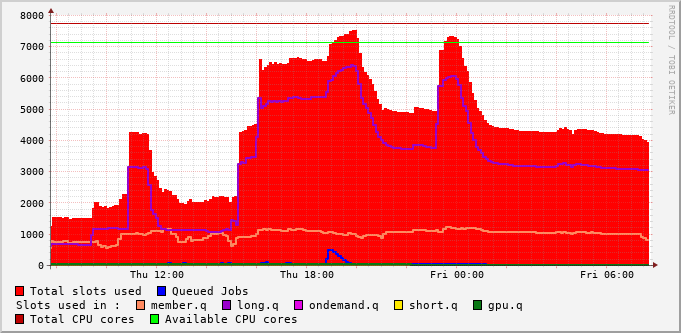 8000
7000
6000
5000
4000
3000
2000
1000
0
Thu 12:00 Thu 18:00 Fri 00:00 Fri 06:00
RRDTOOL / TOBI OETIKER
Total slots used Queued Jobs
Slots used in : member.q long.q ondemand.q short.q gpu.q
Total CPU cores Available CPU cores